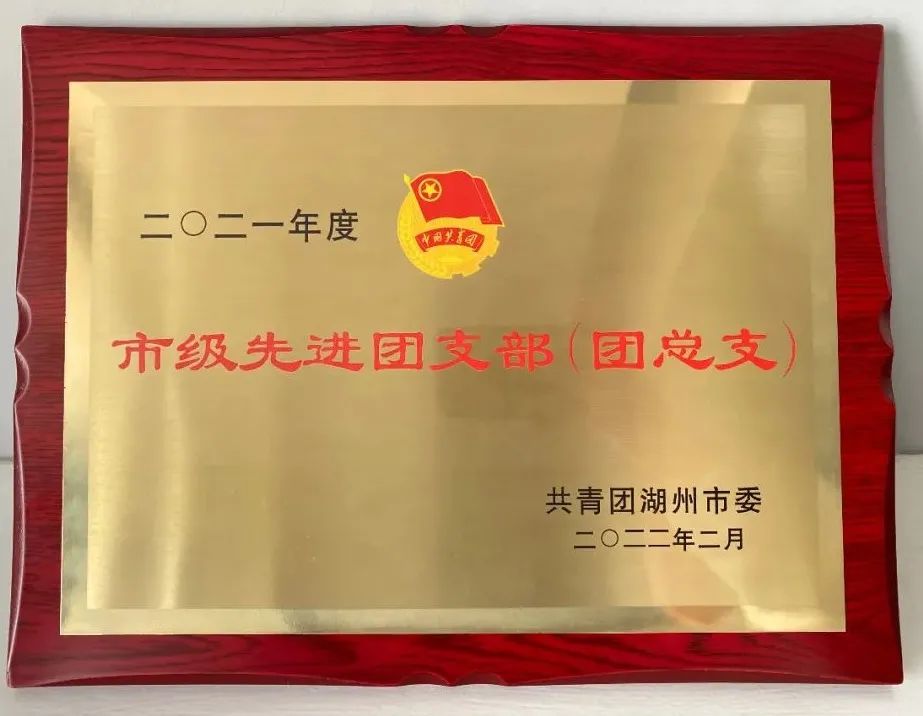 二〇二一年度
中国共青团
市级先进团支部（团总支）
共青团湖州市委
二〇二二年二月